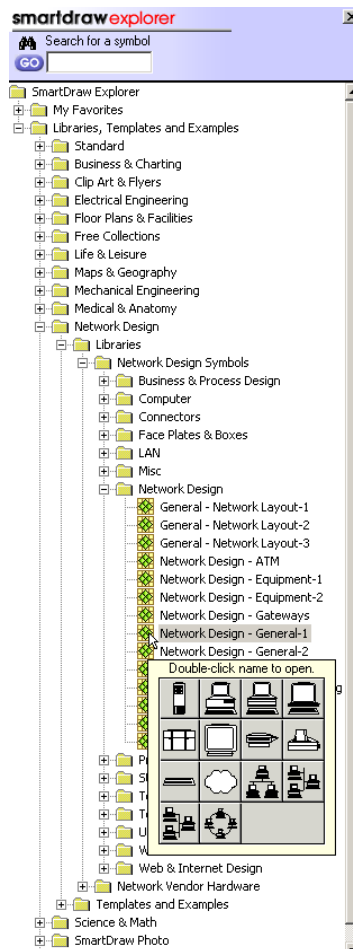 smartdraw explorer
Search for a symbol
GO
SmartDraw Explorer
My Favorites
Libraries, Templates and Examples
Standard
Business & Charting
Clip Art & Flyers
Electrical Engineering
Floor Plans & Facilities
Free Collections
Life & Leisure
Maps & Geography
Mechanical Engineering
Medical & Anatomy
Network Design
Libraries
Network Design Symbols
Business & Process Design
Computer
Connectors
Face Plates & Boxes
LAN
Misc
Network Design
General - Network Layout-1
General - Network Layout-2
General - Network Layout-3
Network Design - ATM
Network Design - Equipment-1
Network Design - Equipment-2
Network Design - Gateways
Network Design - General-1
Network Design - General-2
Double-click name to open.
Web & Internet Design
Network Vendor Hardware
Templates and Examples
Science & Math
SmartDraw Photo